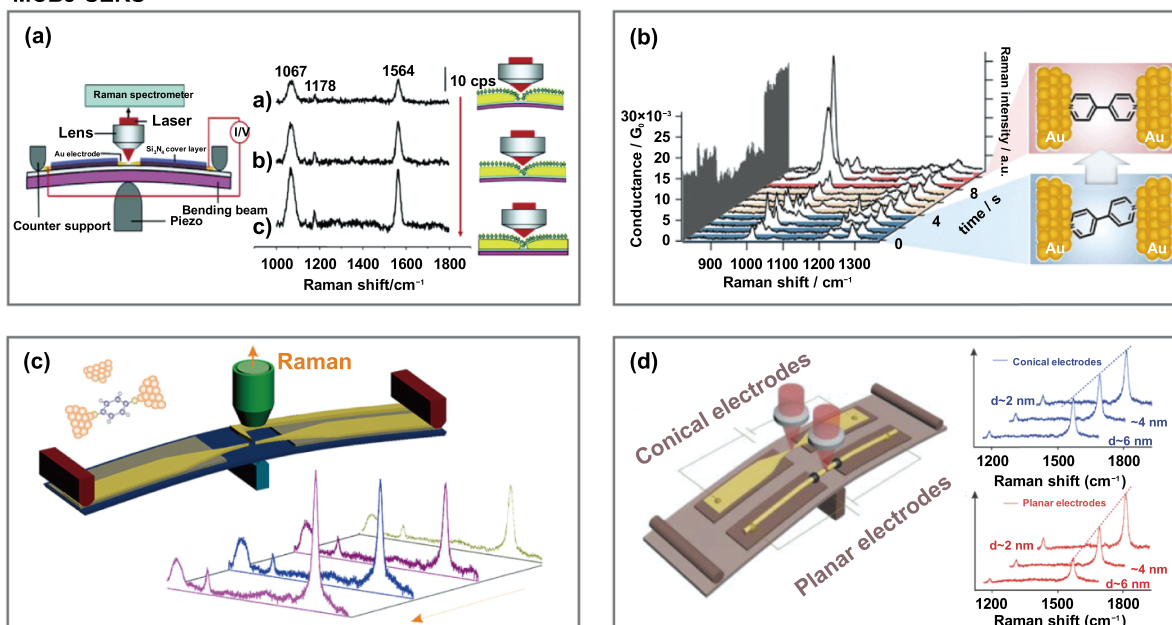 MCBJ-SERS
(a)
Raman spectrometer
Laser
Lens
I/V
Au electrode
Si3N4 cover layer
Bending beam
Counter support
Piezo
1067
1178
1564
10 cps
a)
b)
c)
1000 1200 1400 1600 1800
Raman shift/cm⁻¹
(b)
Conductance / G₀
30×10⁻³
25
20
15
10
5
0
900 1000 1100 1200 1300
Raman shift / cm⁻¹
0
4
8
time / s
Raman intensity / a.u.
Au
N
N
Au
Au
N
N
Au
(c)
Raman
(d)
Conical electrodes
Planar electrodes
Conical electrodes
d~2 nm
~4 nm
d~6 nm
1200 1500 1800
Raman shift (cm⁻¹)
Planar electrodes
d~2 nm
~4 nm
d~6 nm
1200 1500 1800
Raman shift (cm⁻¹)